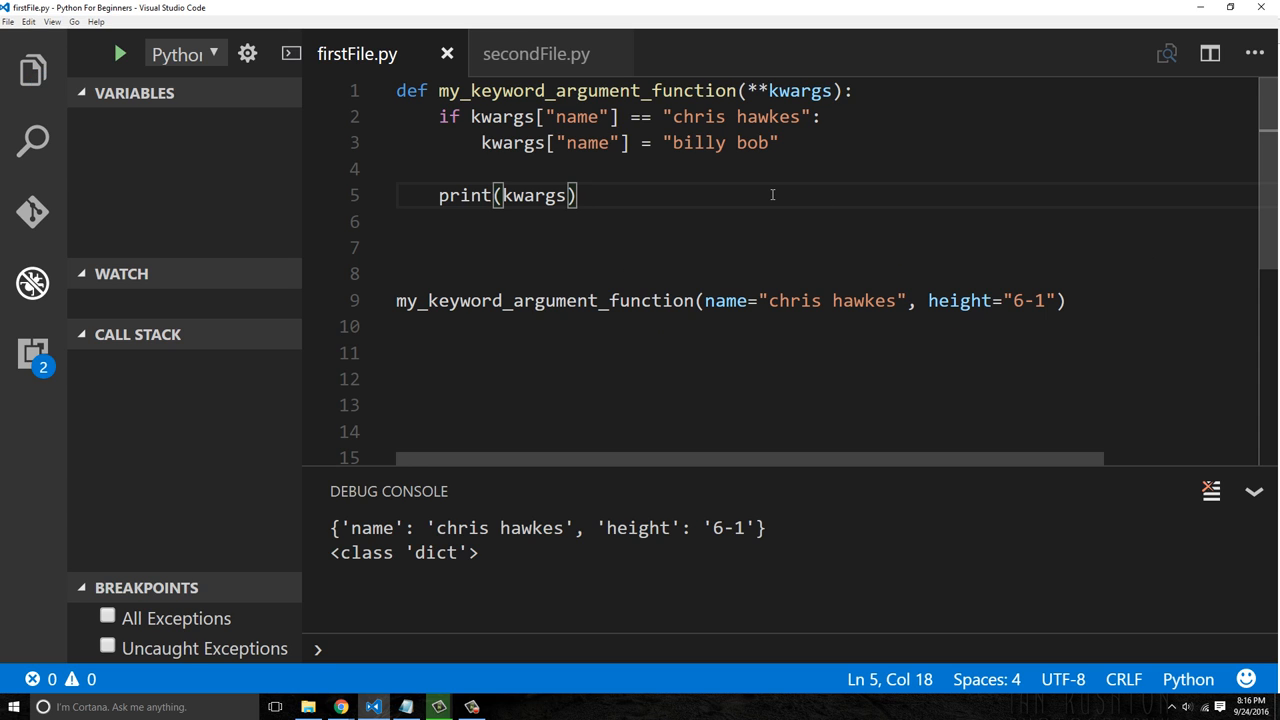 firstFile.py - Python For Beginners - Visual Studio Code
File Edit View Go Help
Python
firstFile.py
secondFile.py
VARIABLES
WATCH
CALL STACK
BREAKPOINTS
All Exceptions
Uncaught Exceptions
2
1 def my_keyword_argument_function(**kwargs):
2 if kwargs["name"] == "chris hawkes":
3 kwargs["name"] = "billy bob"
4
5 print(kwargs)
6
7
8
9 my_keyword_argument_function(name="chris hawkes", height="6-1")
10
11
12
13
14
15
DEBUG CONSOLE
{'name': 'chris hawkes', 'height': '6-1'}
<class 'dict'>
0 0
Ln 5, Col 18 Spaces: 4 UTF-8 CRLF Python
I'm Cortana. Ask me anything.
8:16 PM
9/24/2016